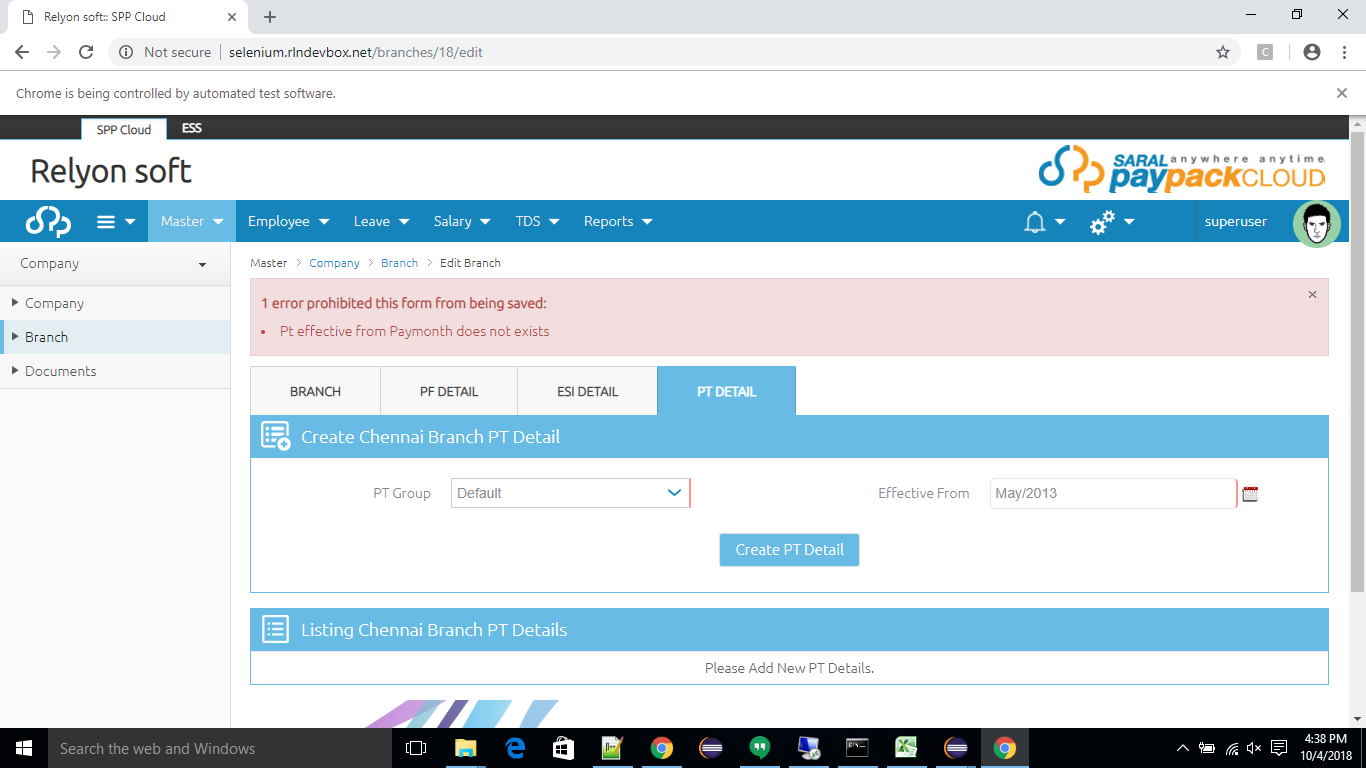 Relyon soft:: SPP Cloud
Not secure selenium.rlndevbox.net/branches/18/edit
C
Chrome is being controlled by automated test software.
SPP Cloud ESS
Relyon soft
SARAL anywhere anytime
paypackCLOUD
Master Employee Leave Salary TDS Reports superuser
Company
Master > Company > Branch > Edit Branch
Company
Branch
Documents
1 error prohibited this form from being saved:
• Pt effective from Paymonth does not exists
BRANCH PF DETAIL ESI DETAIL PT DETAIL
Create Chennai Branch PT Detail
PT Group Default Effective From May/2013
Create PT Detail
Listing Chennai Branch PT Details
Please Add New PT Details.
Search the web and Windows
4:38 PM
10/4/2018